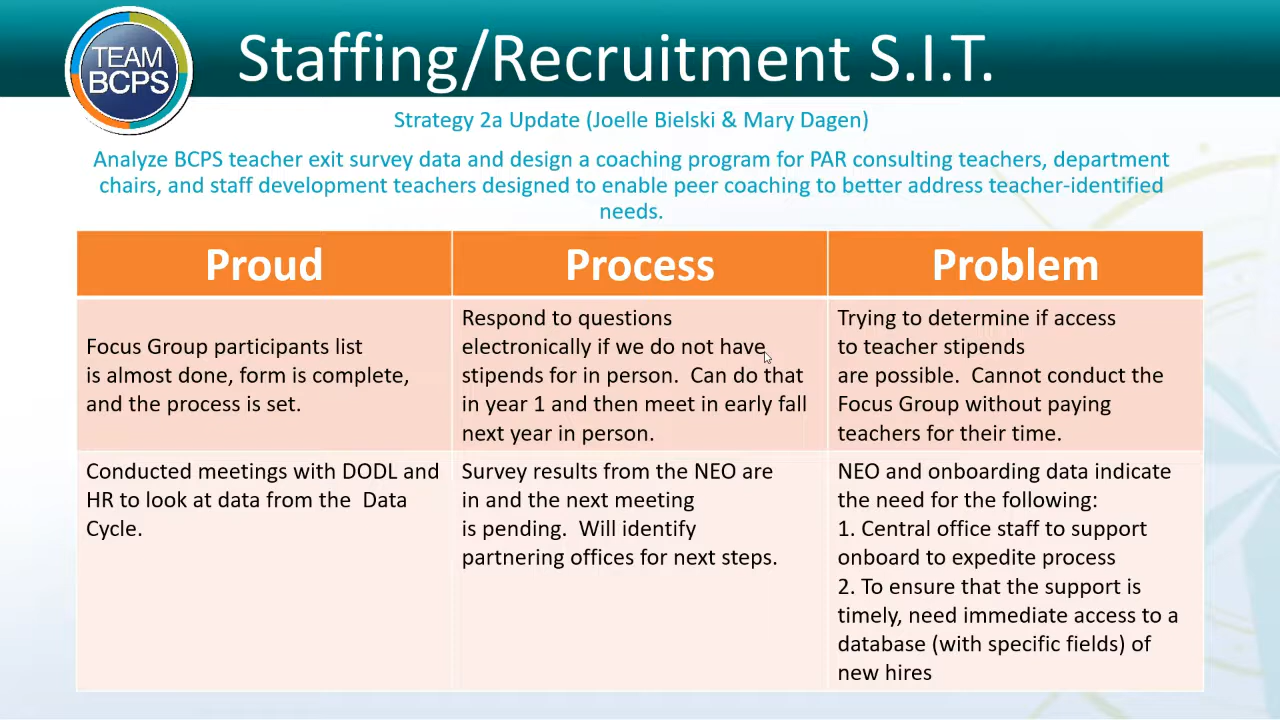 TEAM
BCPS
Staffing/Recruitment S.I.T.
Strategy 2a Update (Joelle Bielski & Mary Dagen)
Analyze BCPS teacher exit survey data and design a coaching program for PAR consulting teachers, department
chairs, and staff development teachers designed to enable peer coaching to better address teacher-identified
needs.
Proud
Process
Problem
Focus Group participants list
is almost done, form is complete,
and the process is set.
Respond to questions
electronically if we do not have
stipends for in person.  Can do that
in year 1 and then meet in early fall
next year in person.
Trying to determine if access
to teacher stipends
are possible.  Cannot conduct the
Focus Group without paying
teachers for their time.
Conducted meetings with DODL and
HR to look at data from the  Data
Cycle.
Survey results from the NEO are
in and the next meeting
is pending.  Will identify
partnering offices for next steps.
NEO and onboarding data indicate
the need for the following:
1. Central office staff to support
onboard to expedite process
2. To ensure that the support is
timely, need immediate access to a
database (with specific fields) of
new hires